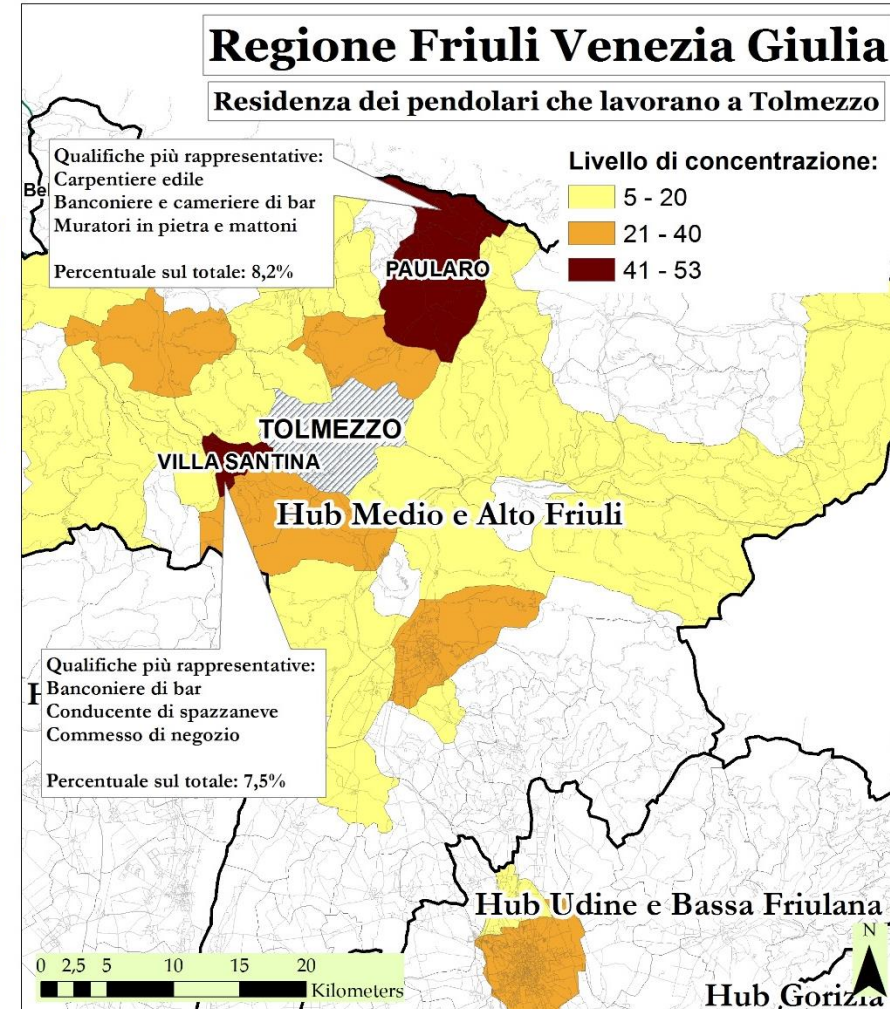 Regione Friuli Venezia Giulia
Residenza dei pendolari che lavorano a Tolmezzo
Qualifiche più rappresentative:
Carpentiere edile
Banconiere e cameriere di bar
Muratori in pietra e mattoni
Percentuale sul totale: 8,2%
Livello di concentrazione:
5 - 20
21 - 40
41 - 53
Bel
PAULARO
TOLMEZZO
VILLA SANTINA
Hub Medio e Alto Friuli
Qualifiche più rappresentative:
Banconiere di bar
Conducente di spazzaneve
Commesso di negozio
Percentuale sul totale: 7,5%
H
Hub Udine e Bassa Friulana
N
0 2,5 5 10 15 20
Kilometers
Hub Gorizia